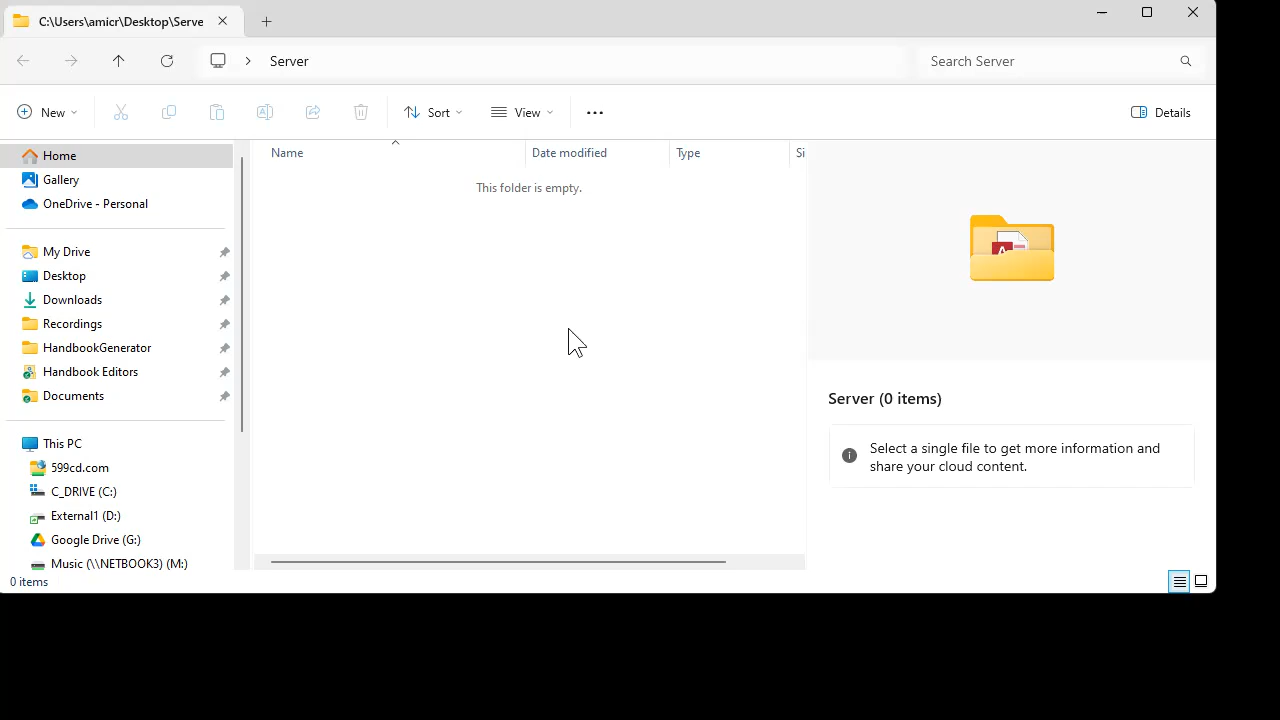 C:\Users\amicr\Desktop\Serve
Server
Search Server
New
Sort
View
Details
Home
Gallery
OneDrive - Personal
My Drive
Desktop
Downloads
Recordings
HandbookGenerator
Handbook Editors
Documents
This PC
599cd.com
C_DRIVE (C:)
External1 (D:)
Google Drive (G:)
Music (\\NETBOOK3) (M:)
0 items
Name Date modified Type Si
This folder is empty.
A
Server (0 items)
Select a single file to get more information and
share your cloud content.